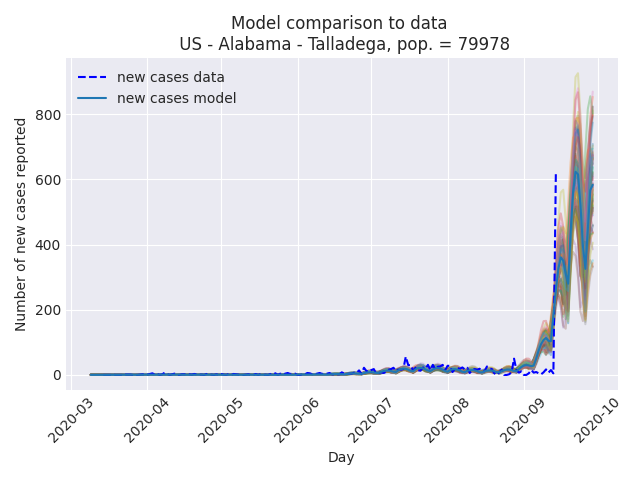 Model comparison to data
US - Alabama - Talladega, pop. = 79978
new cases data
new cases model
Number of new cases reported
800
600
400
200
0
2020-03
2020-04
2020-05
2020-06
2020-07
2020-08
2020-09
2020-10
Day